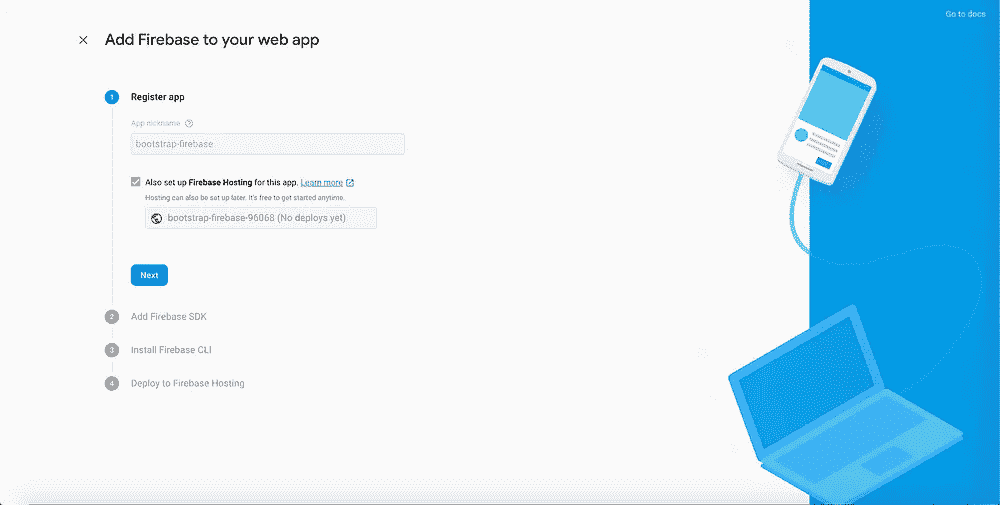 Go to docs
Add Firebase to your web app
1 Register app
App nickname
bootstrap-firebase
Also set up Firebase Hosting for this app. Learn more
Hosting can also be set up later. It's free to get started anytime.
bootstrap-firebase-96068 (No deploys yet)
Next
2 Add Firebase SDK
3 Install Firebase CLI
4 Deploy to Firebase Hosting